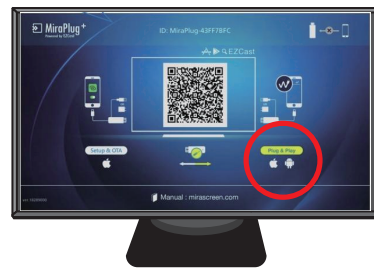 MiraPlug+
Powered by EZCast
ID: MiraPlug-43FF78FC
EZCast
Setup & OTA
Plug & Play
Manual : mirascreen.com